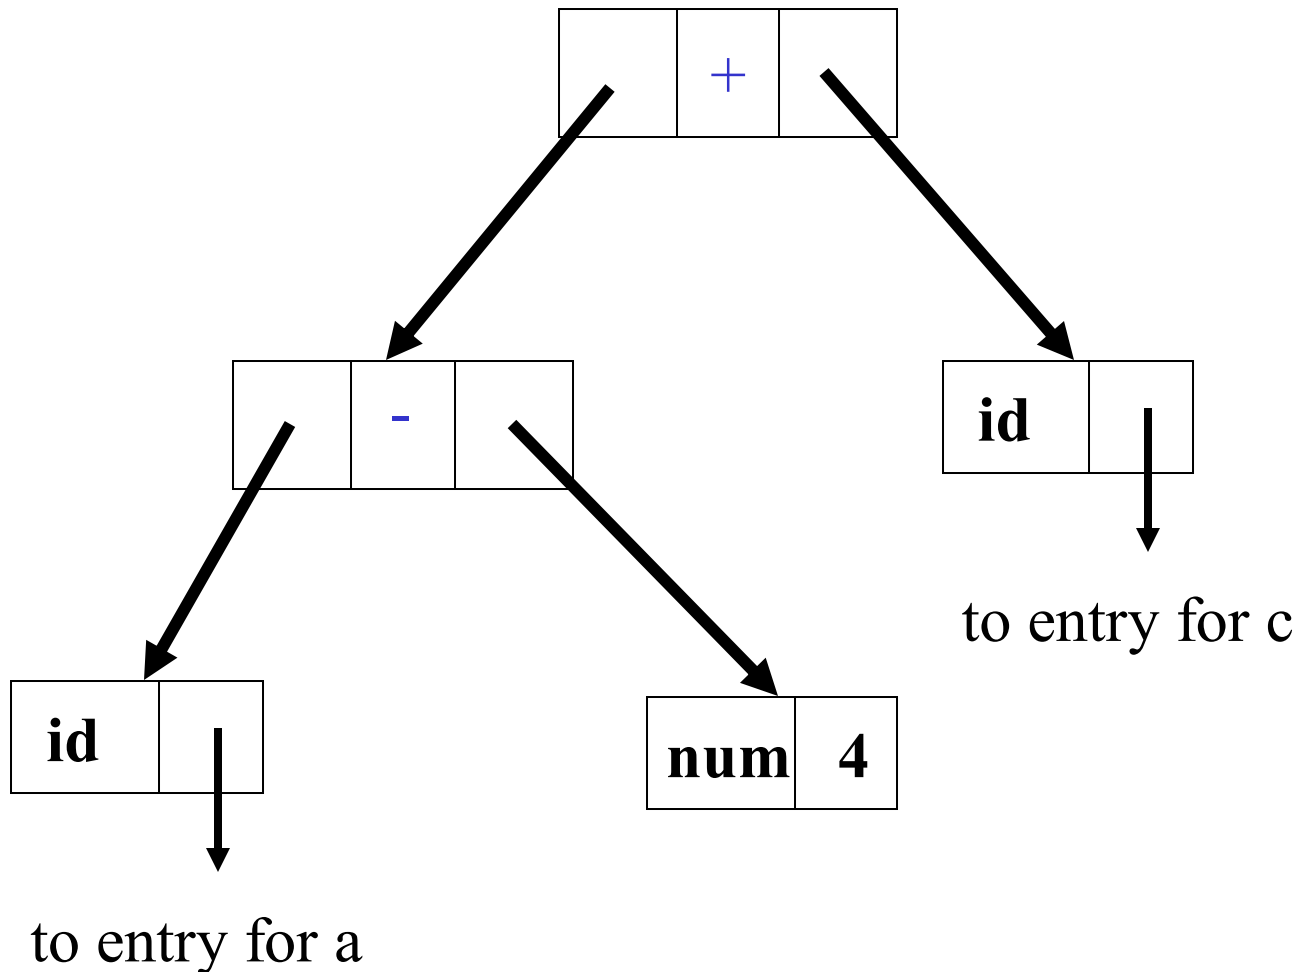 +
-
id
to entry for c
id
num 4
to entry for a